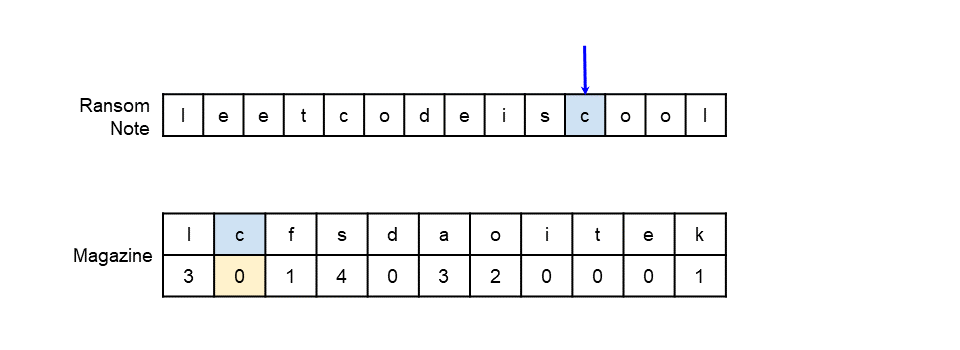 Ransom Note
l e e t c o d e i s c o o l
Magazine
l c f s d a o i t e k
3 0 1 4 0 3 2 0 0 0 1